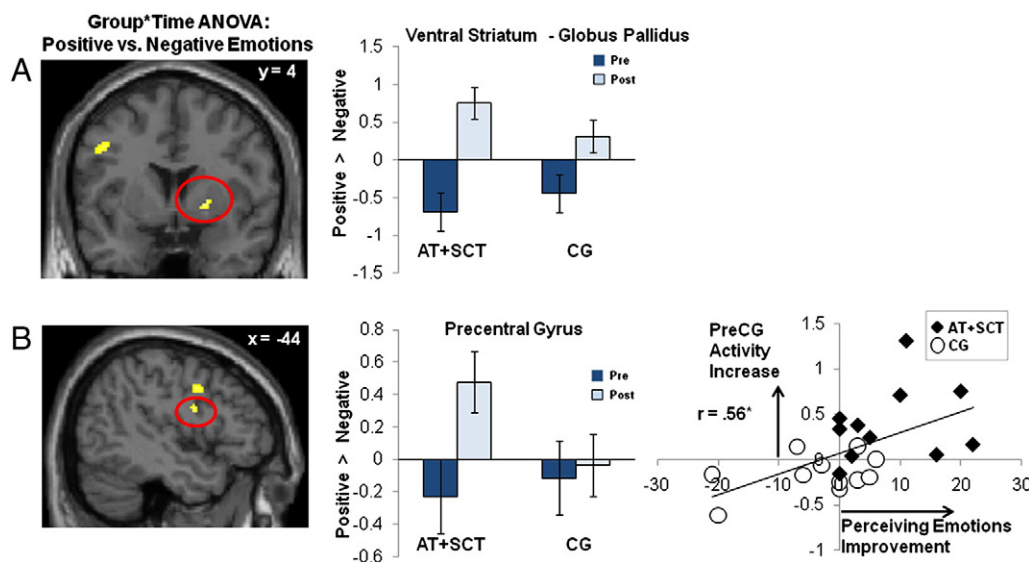 Group*Time ANOVA:
Positive vs. Negative Emotions
A
y = 4
Ventral Striatum - Globus Pallidus
Pre
Post
Positive > Negative
1.5
1
0.5
0
-0.5
-1
-1.5
AT+SCT CG
B
x = -44
Precentral Gyrus
Pre
Post
Positive > Negative
0.8
0.6
0.4
0.2
0
-0.2
-0.4
-0.6
AT+SCT CG
PreCG
Activity
Increase
r = .56*
AT+SCT
CG
1.5
1
0.5
0
-0.5
-1
-30 -20 -10 0 10 20 30
Perceiving Emotions
Improvement